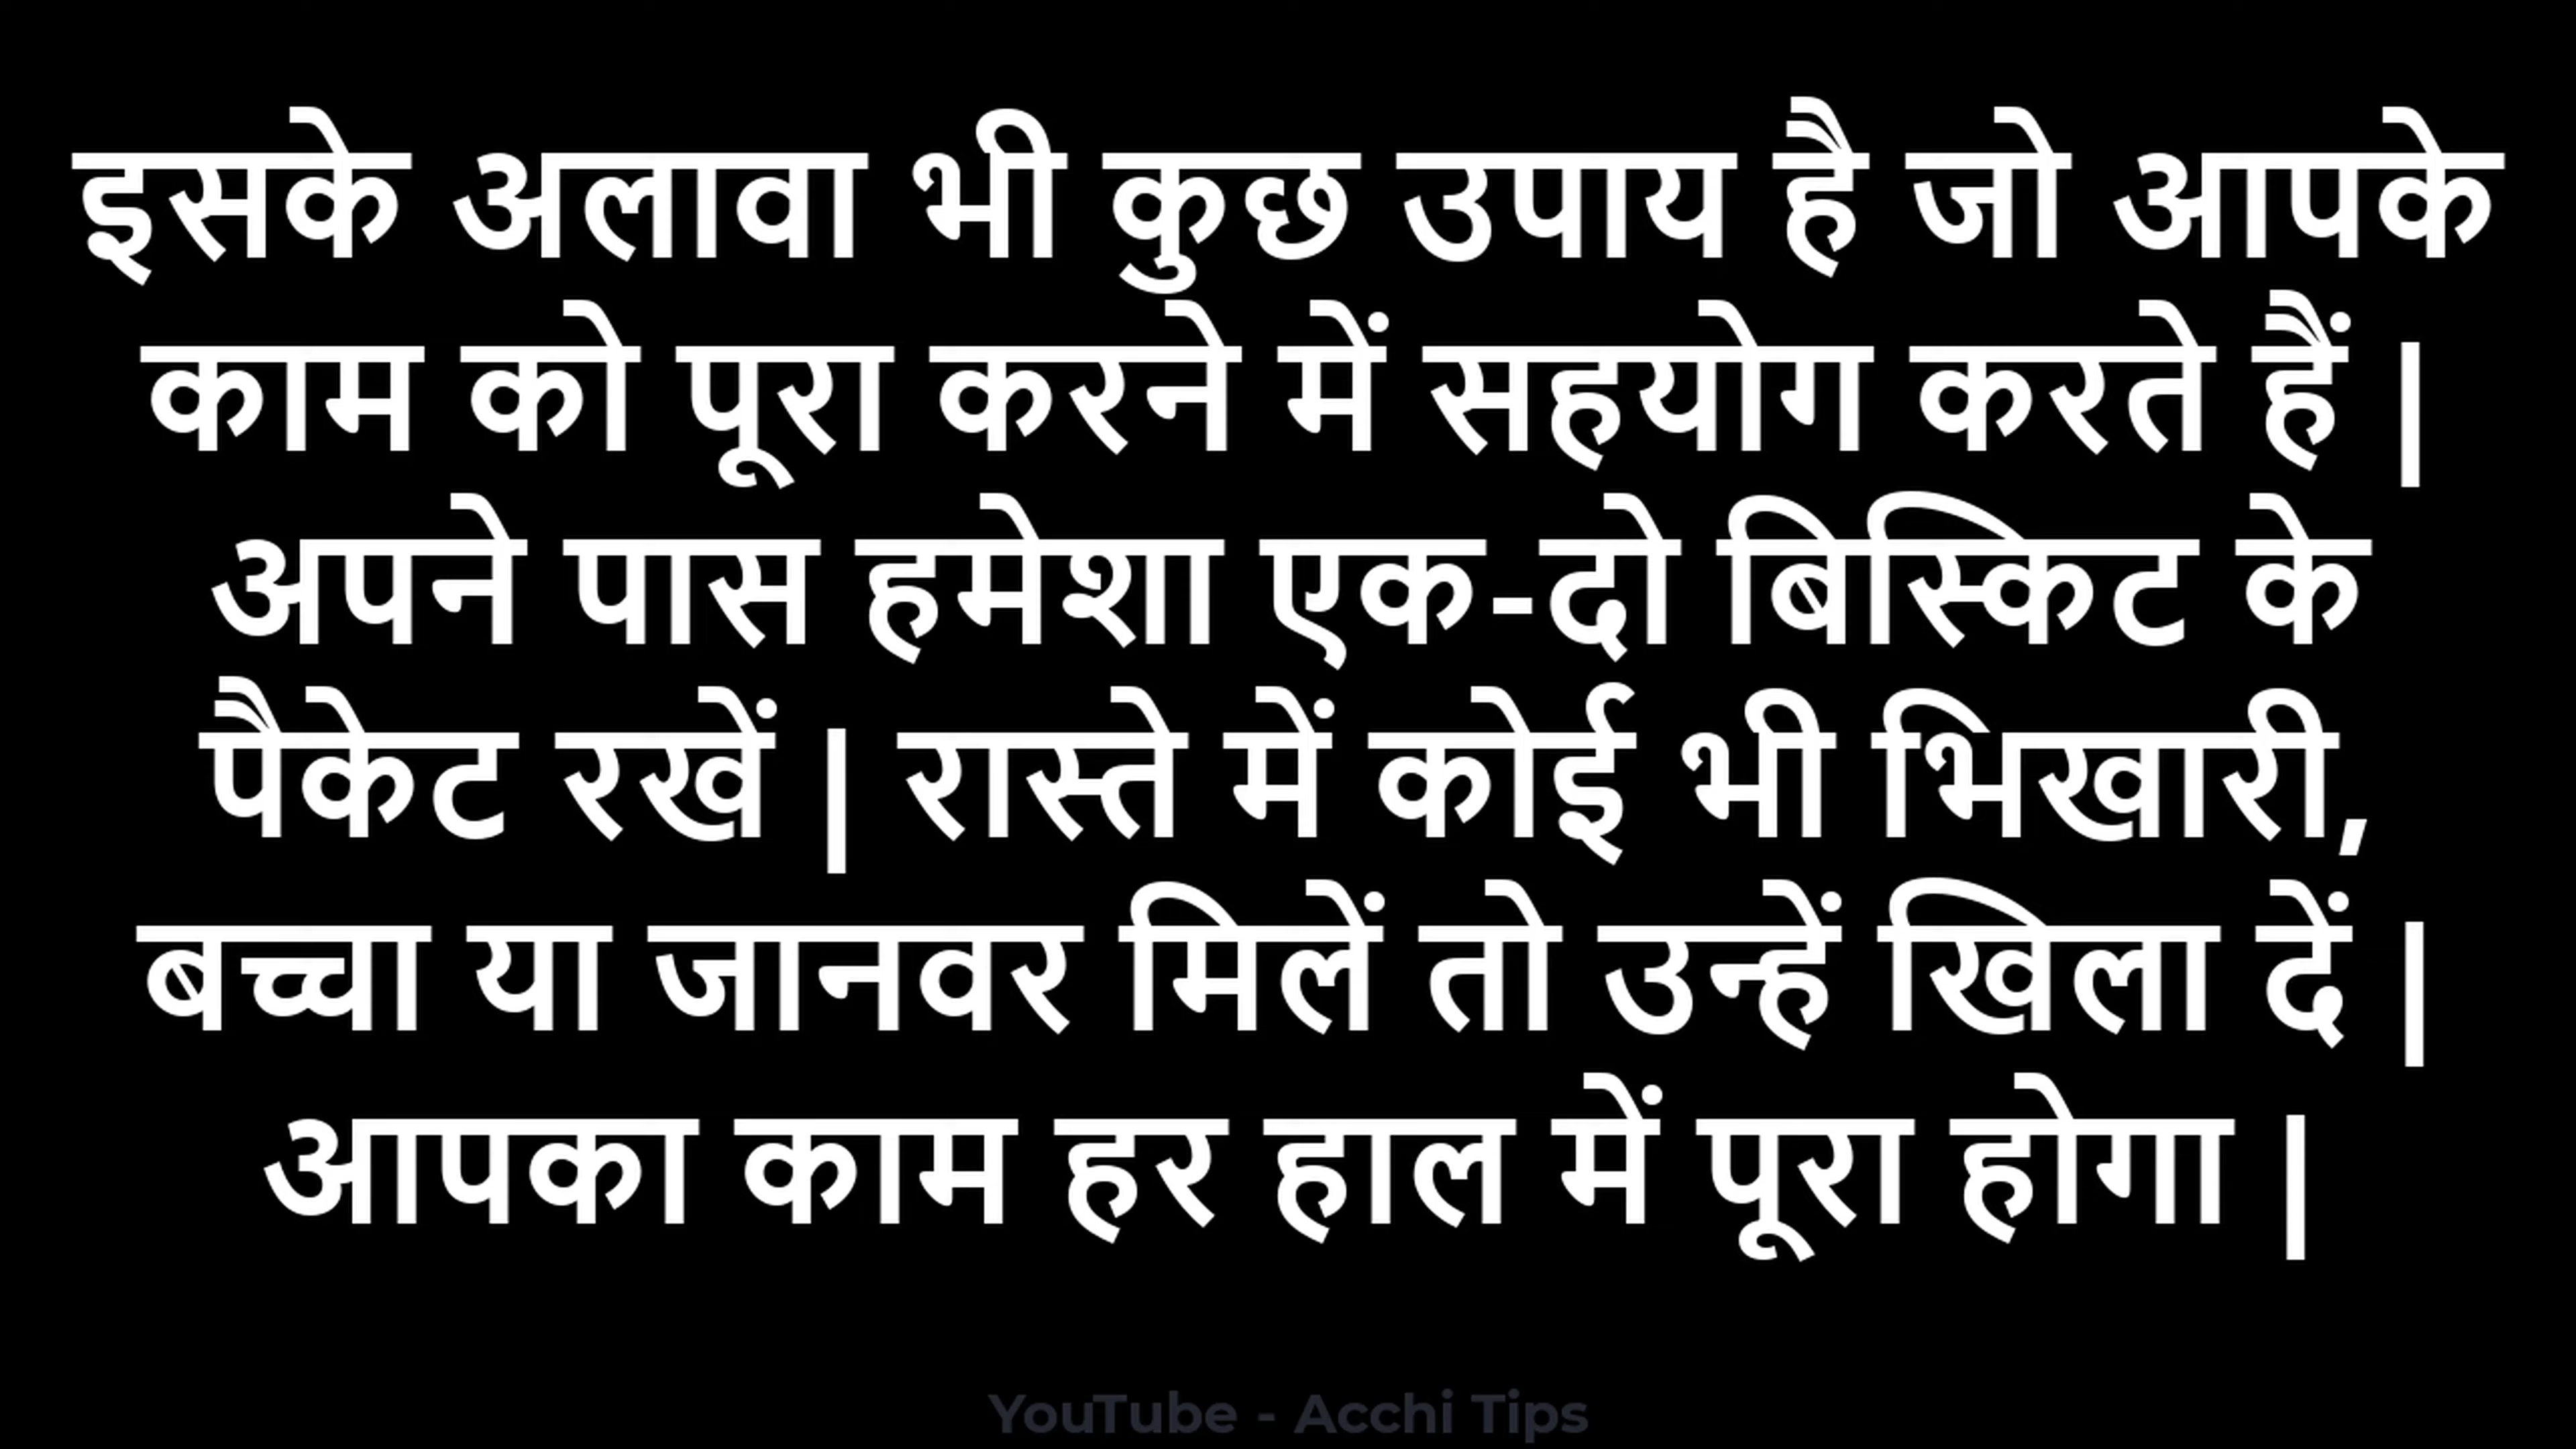 इसके अलावा भी कुछ उपाय है जो आपके
काम को पूरा करने में सहयोग करते हैं |
अपने पास हमेशा एक-दो बिस्किट के
पैकेट रखें | रास्ते में कोई भी भिखारी,
बच्चा या जानवर मिलें तो उन्हें खिला दें |
आपका काम हर हाल में पूरा होगा |
YouTube - Acchi Tips